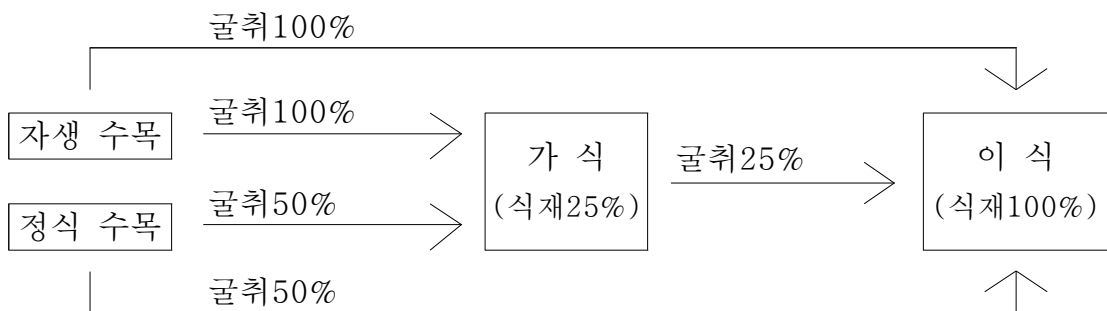 굴취100%
자생 수목
굴취100%
가 식
(식재25%)
굴취25%
이 식
(식재100%)
정식 수목
굴취50%
굴취50%